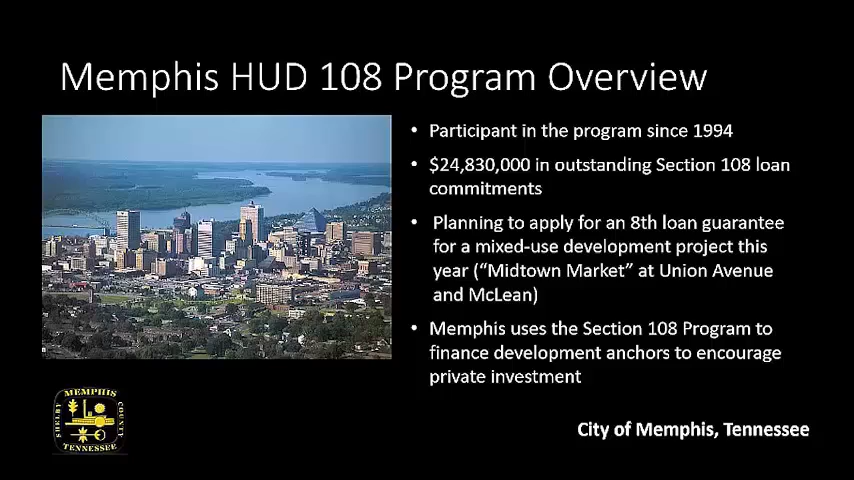 Memphis HUD 108 Program Overview
• Participant in the program since 1994
• $24,830,000 in outstanding Section 108 loan
commitments
• Planning to apply for an 8th loan guarantee
for a mixed-use development project this
year (“Midtown Market” at Union Avenue
and McLean)
• Memphis uses the Section 108 Program to
finance development anchors to encourage
private investment
MEMPHIS
SHELBY
COUNTY
TENNESSEE
City of Memphis, Tennessee